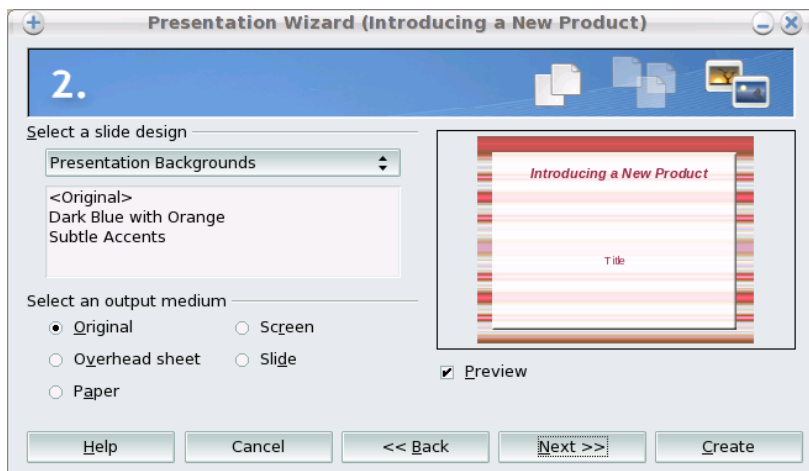 Presentation Wizard (Introducing a New Product)
2.
Select a slide design
Presentation Backgrounds
<Original>
Dark Blue with Orange
Subtle Accents
Introducing a New Product
Title
Select an output medium
Original
Screen
Overhead sheet
Slide
Paper
Preview
Help
Cancel
<< Back
Next >>
Create